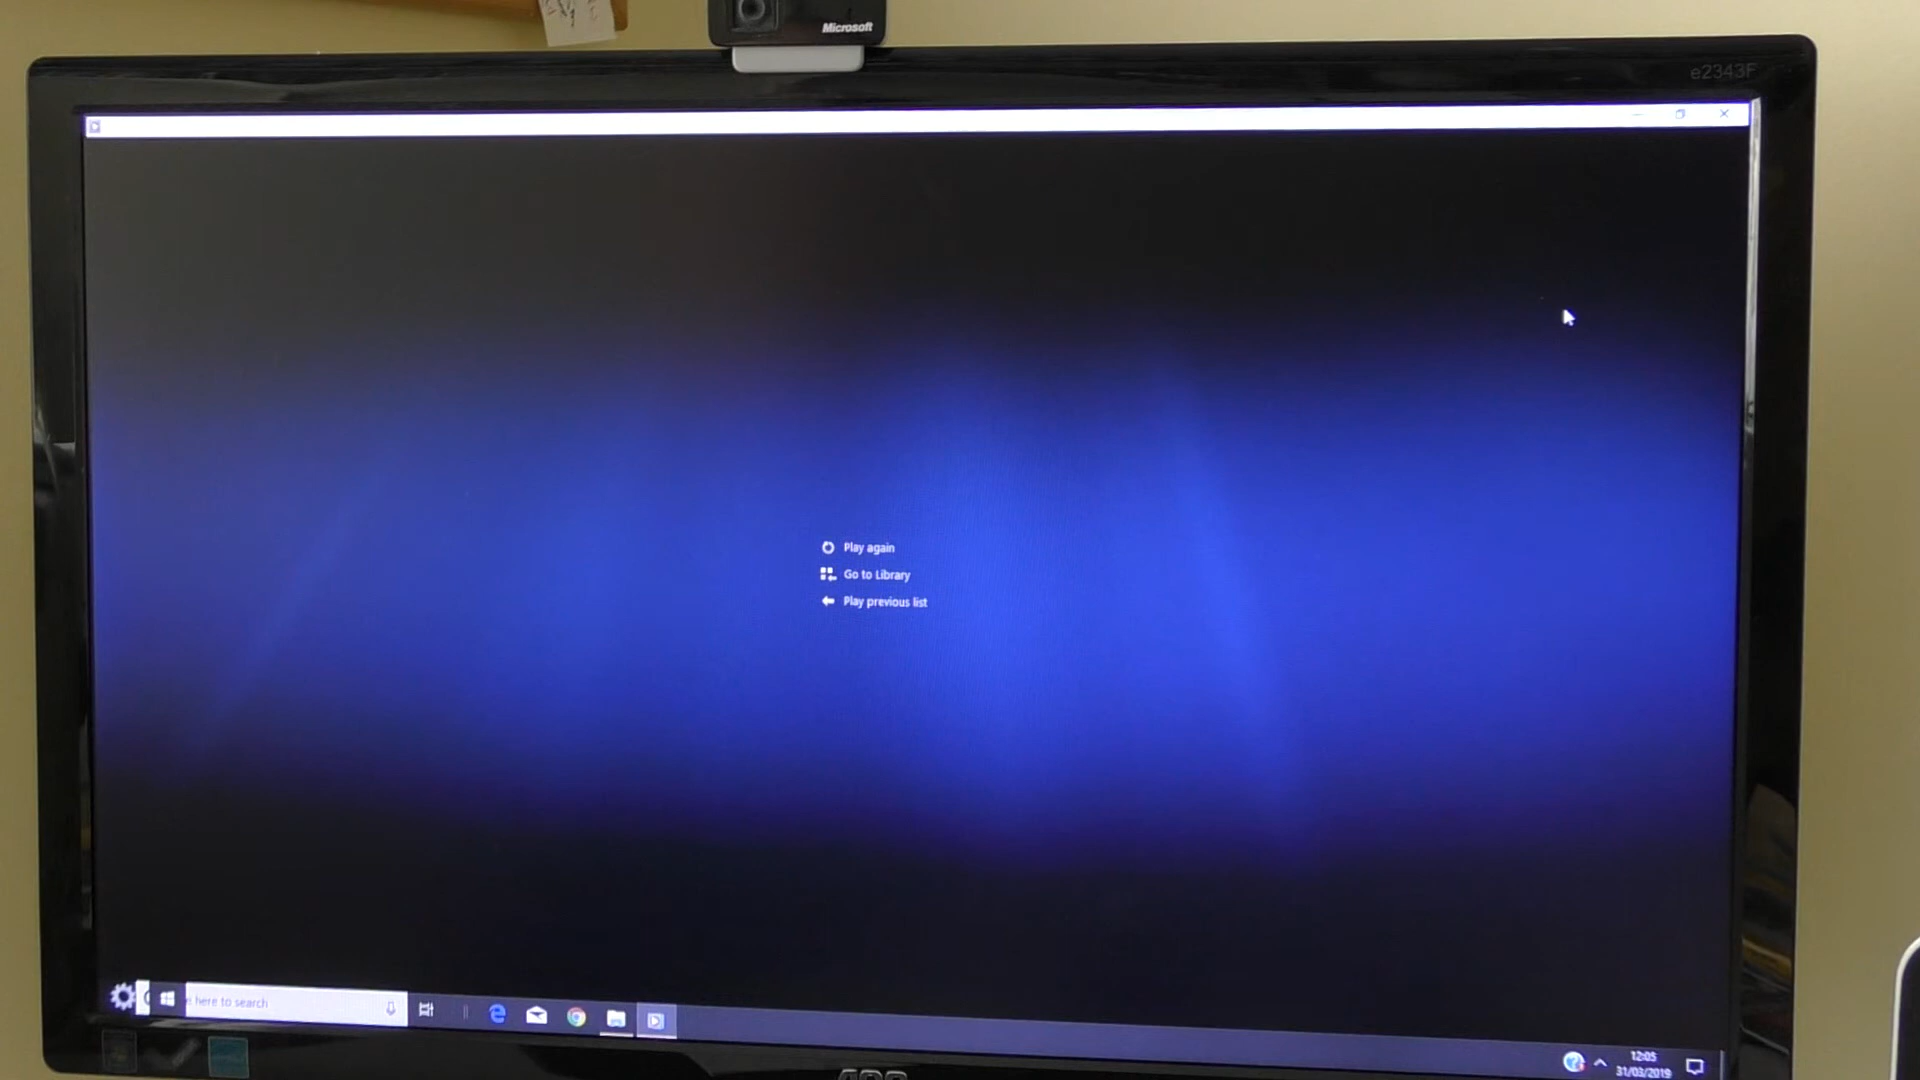 Microsoft
e2343F
Play again
Go to Library
Play previous list
e here to search
12:05
31/03/2019